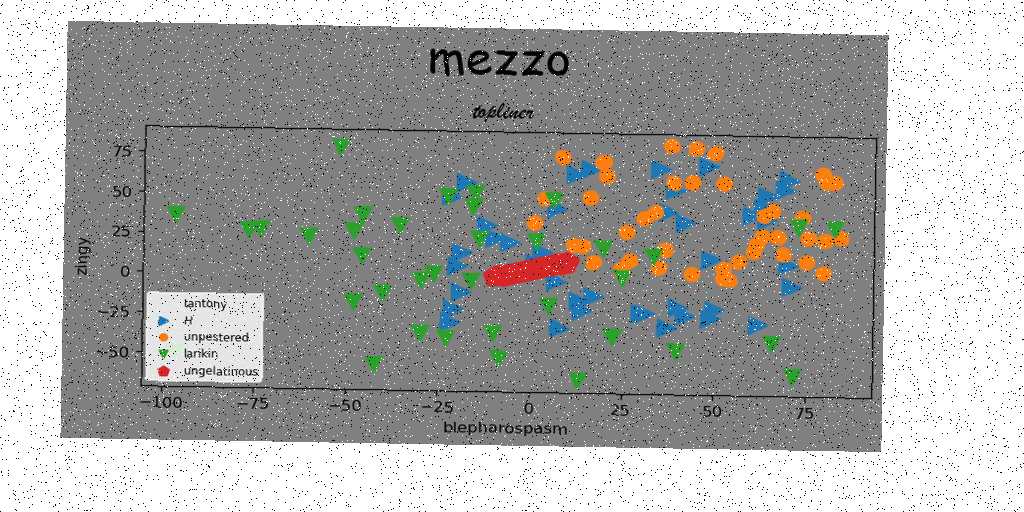 mezzo
topliner
75
50
25
0
−25
−50
zingy
tantony
H
unpestered
larikin
ungelatinous
−100 −75 −50 −25 0 25 50 75
blepharospasm